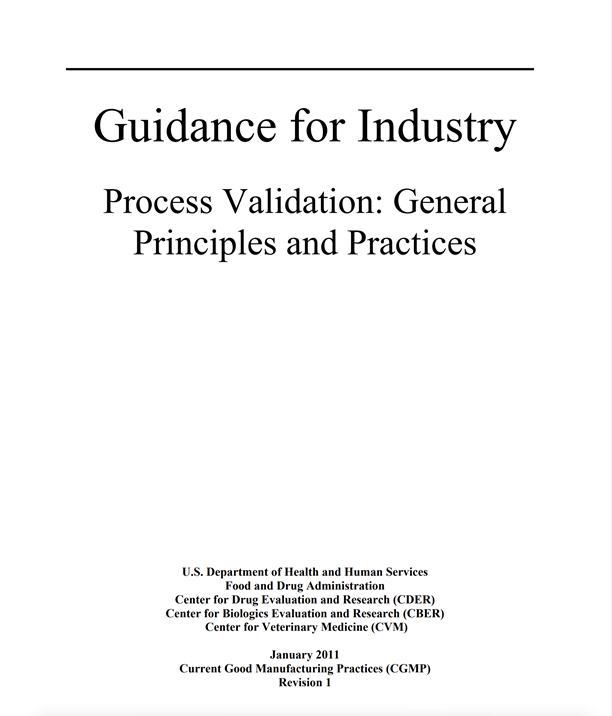 Guidance for Industry
Process Validation: General
Principles and Practices
U.S. Department of Health and Human Services
Food and Drug Administration
Center for Drug Evaluation and Research (CDER)
Center for Biologics Evaluation and Research (CBER)
Center for Veterinary Medicine (CVM)
January 2011
Current Good Manufacturing Practices (CGMP)
Revision 1